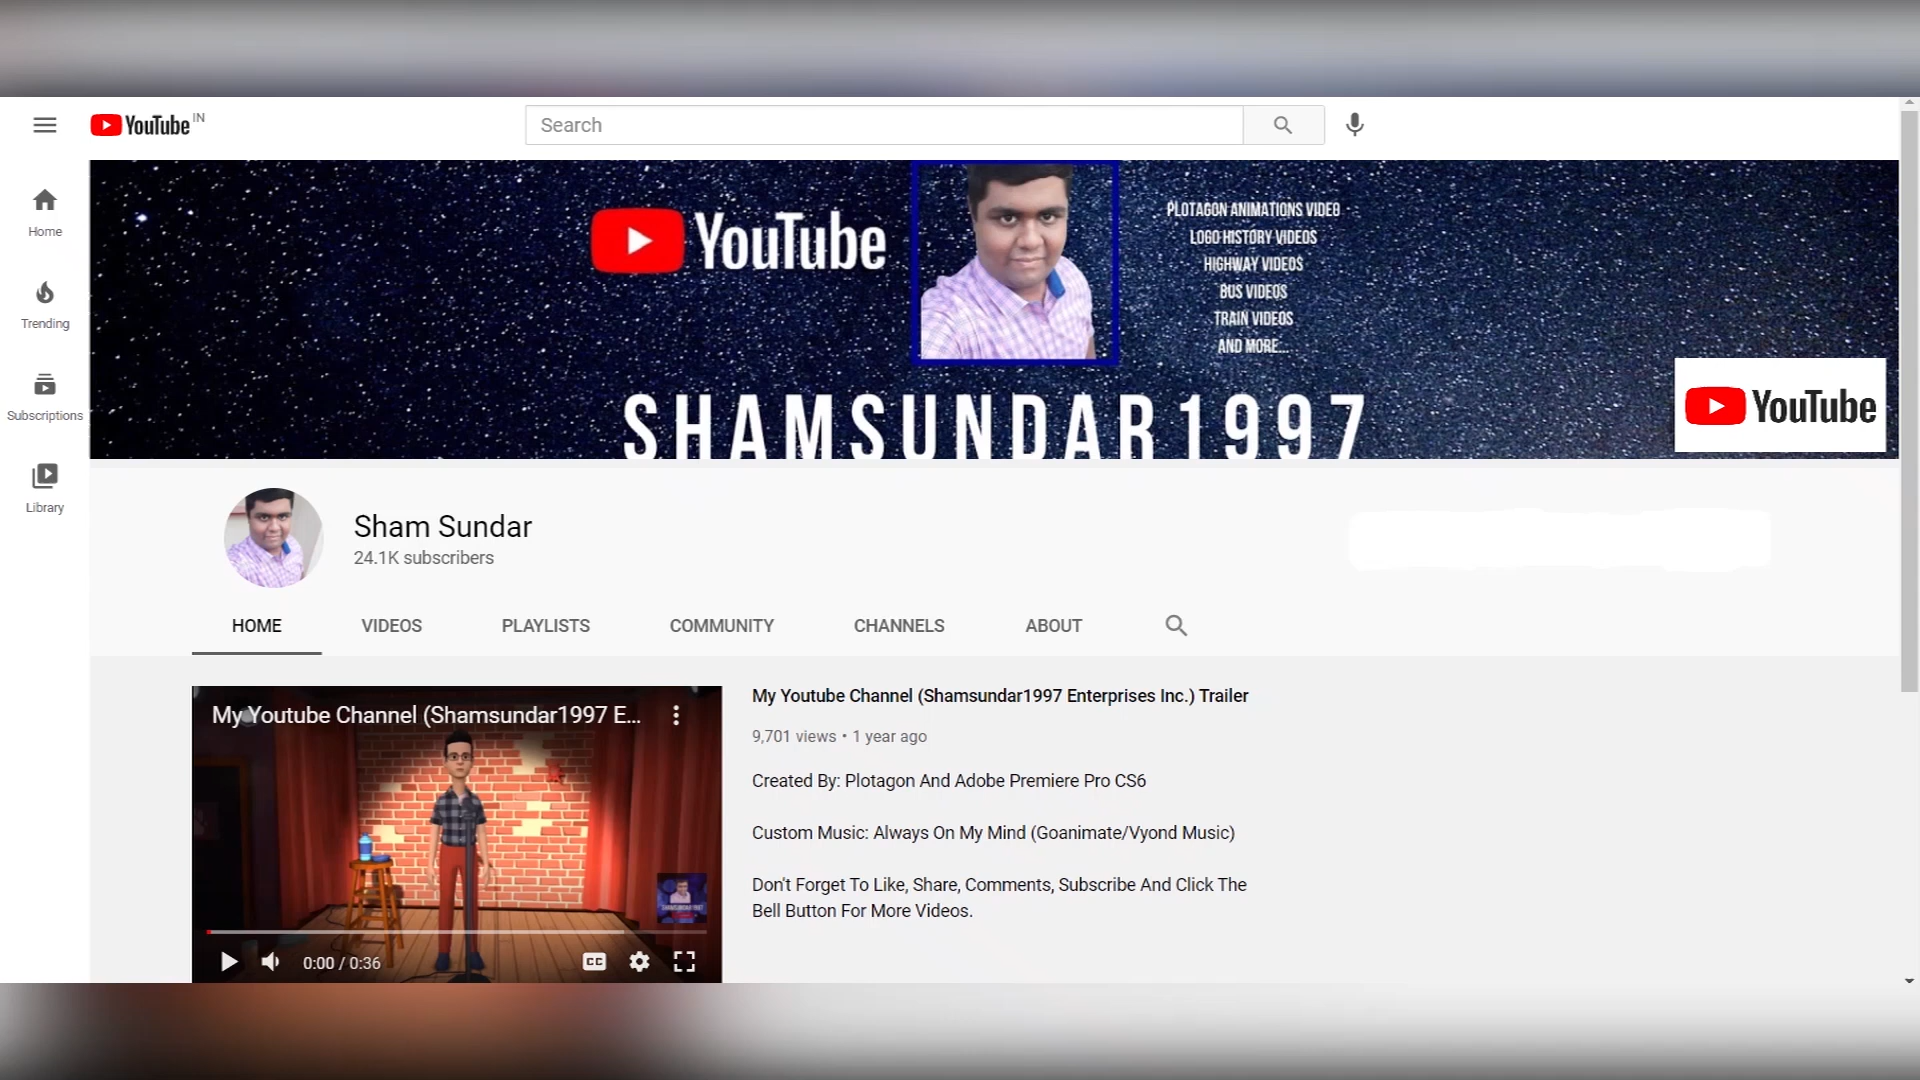 YouTube IN
Search
Home
Trending
Subscriptions
Library
YouTube
PLOTAGON ANIMATIONS VIDEO
LOGO HISTORY VIDEOS
HIGHWAY VIDEOS
BUS VIDEOS
TRAIN VIDEOS
AND MORE...
SHAMSUNDAR1997
YouTube
Sham Sundar
24.1K subscribers
HOME VIDEOS PLAYLISTS COMMUNITY CHANNELS ABOUT
My Youtube Channel (Shamsundar1997 E...
SHAMSUNDAR1997
0:00 / 0:36
CC
My Youtube Channel (Shamsundar1997 Enterprises Inc.) Trailer
9,701 views • 1 year ago
Created By: Plotagon And Adobe Premiere Pro CS6
Custom Music: Always On My Mind (Goanimate/Vyond Music)
Don't Forget To Like, Share, Comments, Subscribe And Click The
Bell Button For More Videos.